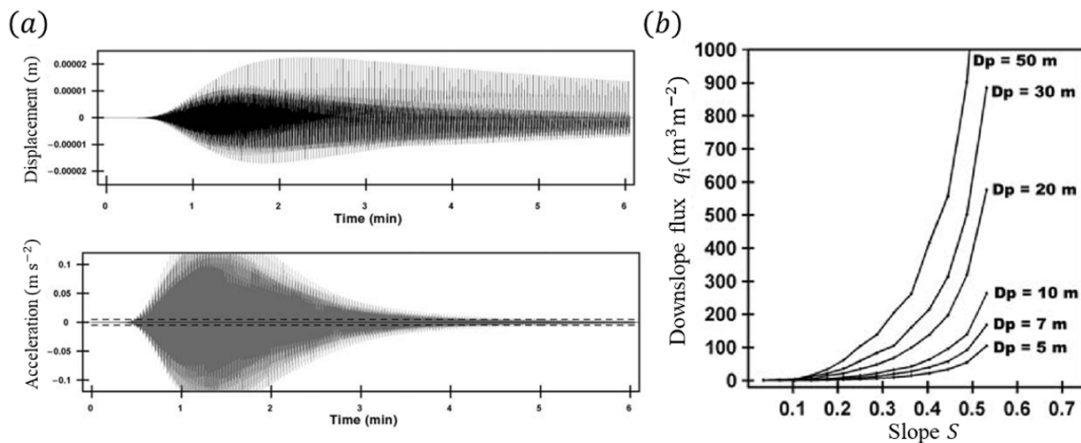 (a)
Displacement (m)
0.00002
0.00001
0
−0.00001
−0.00002
0 1 2 3 4 5 6
Time (min)
Acceleration (m s⁻²)
0.1
0.05
0
−0.05
−0.1
0 1 2 3 4 5 6
Time (min)
(b)
Downslope flux qᵢ(m³m⁻²)
1000
900
800
700
600
500
400
300
200
100
0
Dp = 50 m
Dp = 30 m
Dp = 20 m
Dp = 10 m
Dp = 7 m
Dp = 5 m
0.1 0.2 0.3 0.4 0.5 0.6 0.7
Slope S